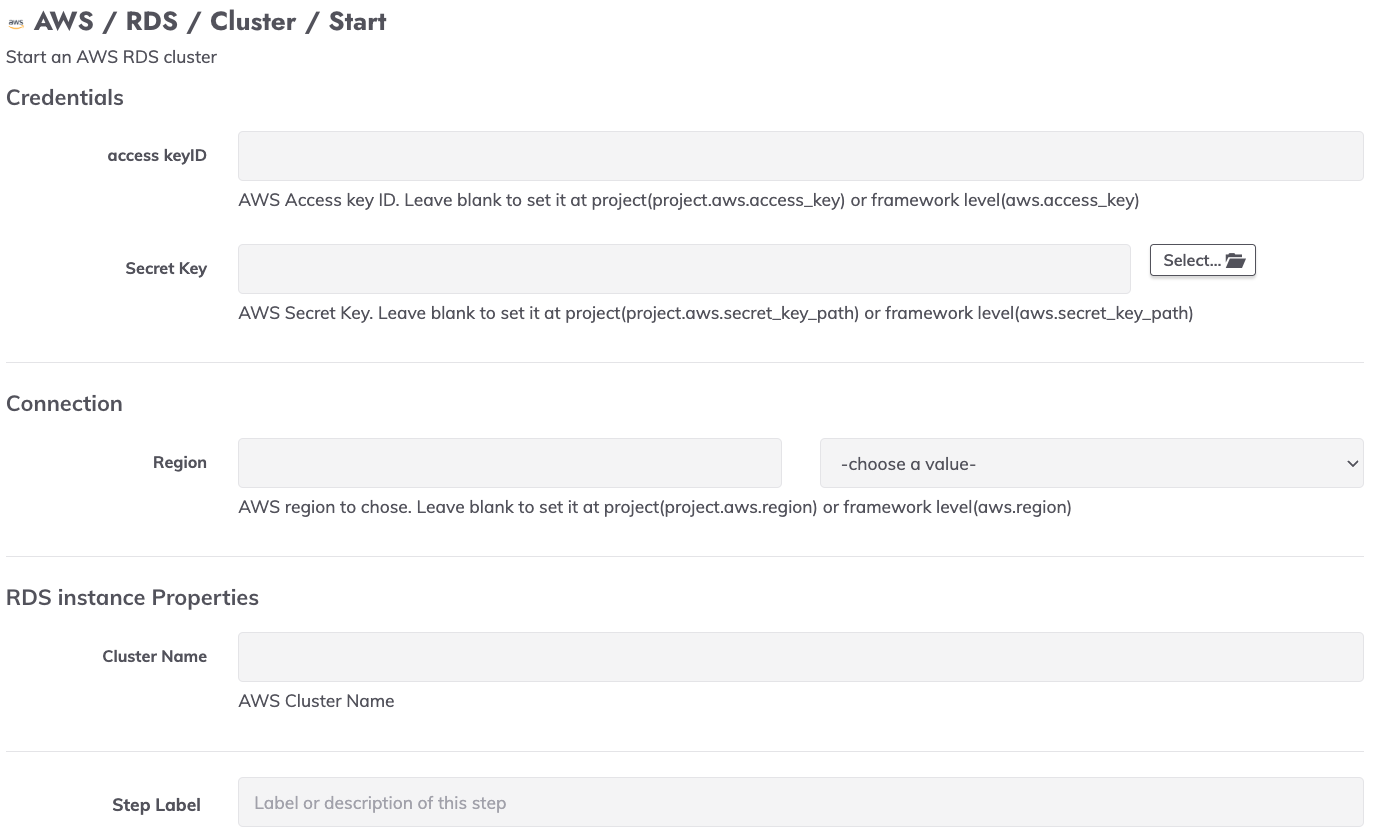 aws AWS / RDS / Cluster / Start
Start an AWS RDS cluster
Credentials
access keyID
AWS Access key ID. Leave blank to set it at project(project.aws.access_key) or framework level(aws.access_key)
Secret Key
Select...
AWS Secret Key. Leave blank to set it at project(project.aws.secret_key_path) or framework level(aws.secret_key_path)
Connection
Region
-choose a value-
AWS region to chose. Leave blank to set it at project(project.aws.region) or framework level(aws.region)
RDS instance Properties
Cluster Name
AWS Cluster Name
Step Label
Label or description of this step